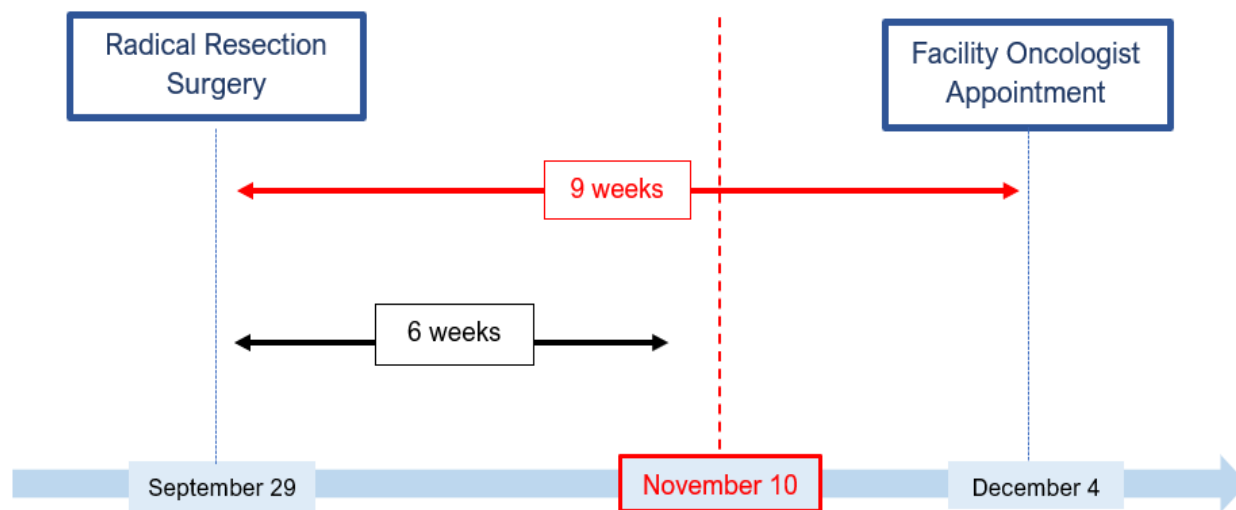 Radical Resection
Surgery
Facility Oncologist
Appointment
9 weeks
6 weeks
September 29
November 10
December 4